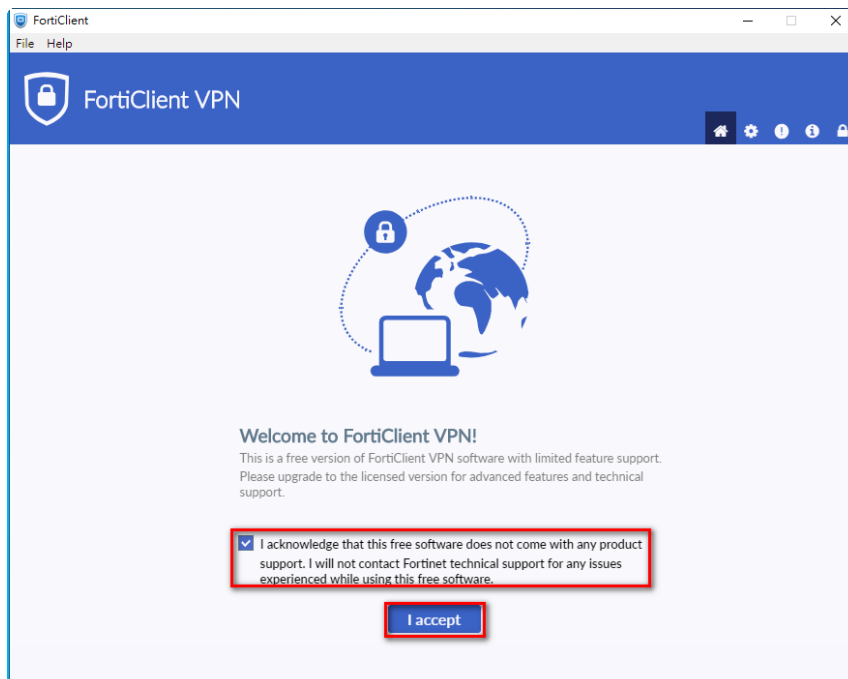 FortiClient
File Help
FortiClient VPN
Welcome to FortiClient VPN!
This is a free version of FortiClient VPN software with limited feature support.
Please upgrade to the licensed version for advanced features and technical
support.
I acknowledge that this free software does not come with any product
support. I will not contact Fortinet technical support for any issues
experienced while using this free software.
I accept